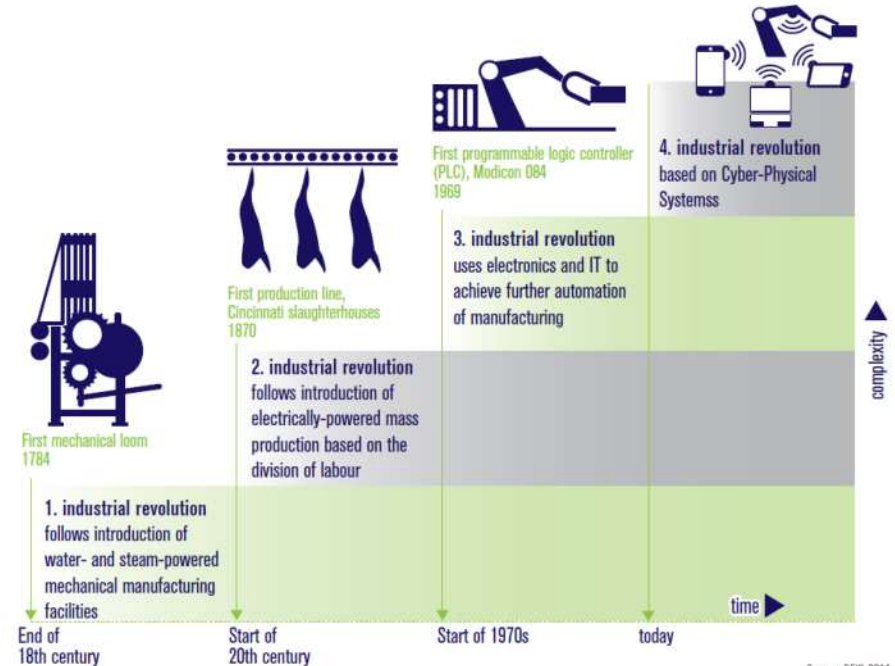 First mechanical loom
1784
1. industrial revolution
follows introduction of
water- and steam-powered
mechanical manufacturing
facilities
End of
18th century
First production line,
Cincinnati slaughterhouses
1870
2. industrial revolution
follows introduction of
electrically-powered mass
production based on the
division of labour
Start of
20th century
First programmable logic controller
(PLC), Modicon 084
1969
3. industrial revolution
uses electronics and IT to
achieve further automation
of manufacturing
Start of 1970s
4. industrial revolution
based on Cyber-Physical
Systemss
today
time
complexity